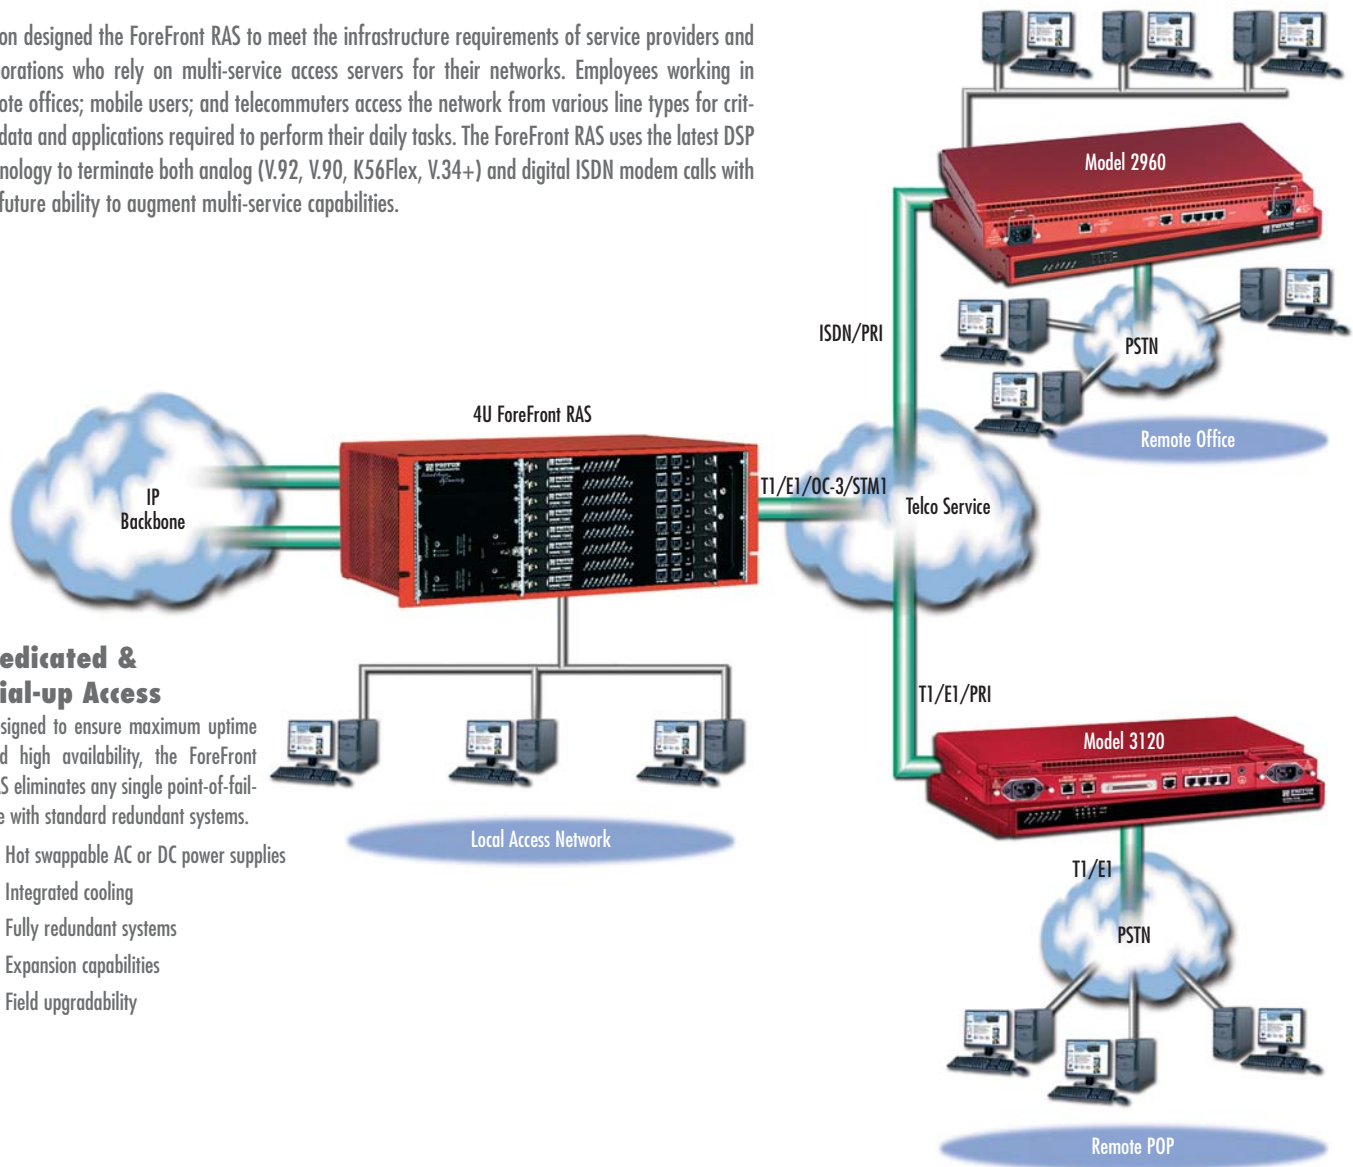 on designed the ForeFront RAS to meet the infrastructure requirements of service providers and
orations who rely on multi-service access servers for their networks. Employees working in
ote offices; mobile users; and telecommuters access the network from various line types for crit-
data and applications required to perform their daily tasks. The ForeFront RAS uses the latest DSP
nology to terminate both analog (V.92, V.90, K56Flex, V.34+) and digital ISDN modem calls with
future ability to augment multi-service capabilities.
Model 2960
ISDN/PRI
PSTN
Remote Office
4U ForeFront RAS
IP
Backbone
T1/E1/OC-3/STM1
Telco Service
edicated &
ial-up Access
signed to ensure maximum uptime
d high availability, the ForeFront
AS eliminates any single point-of-fail-
e with standard redundant systems.
Hot swappable AC or DC power supplies
Integrated cooling
Fully redundant systems
Expansion capabilities
Field upgradability
Local Access Network
T1/E1/PRI
Model 3120
T1/E1
PSTN
Remote POP